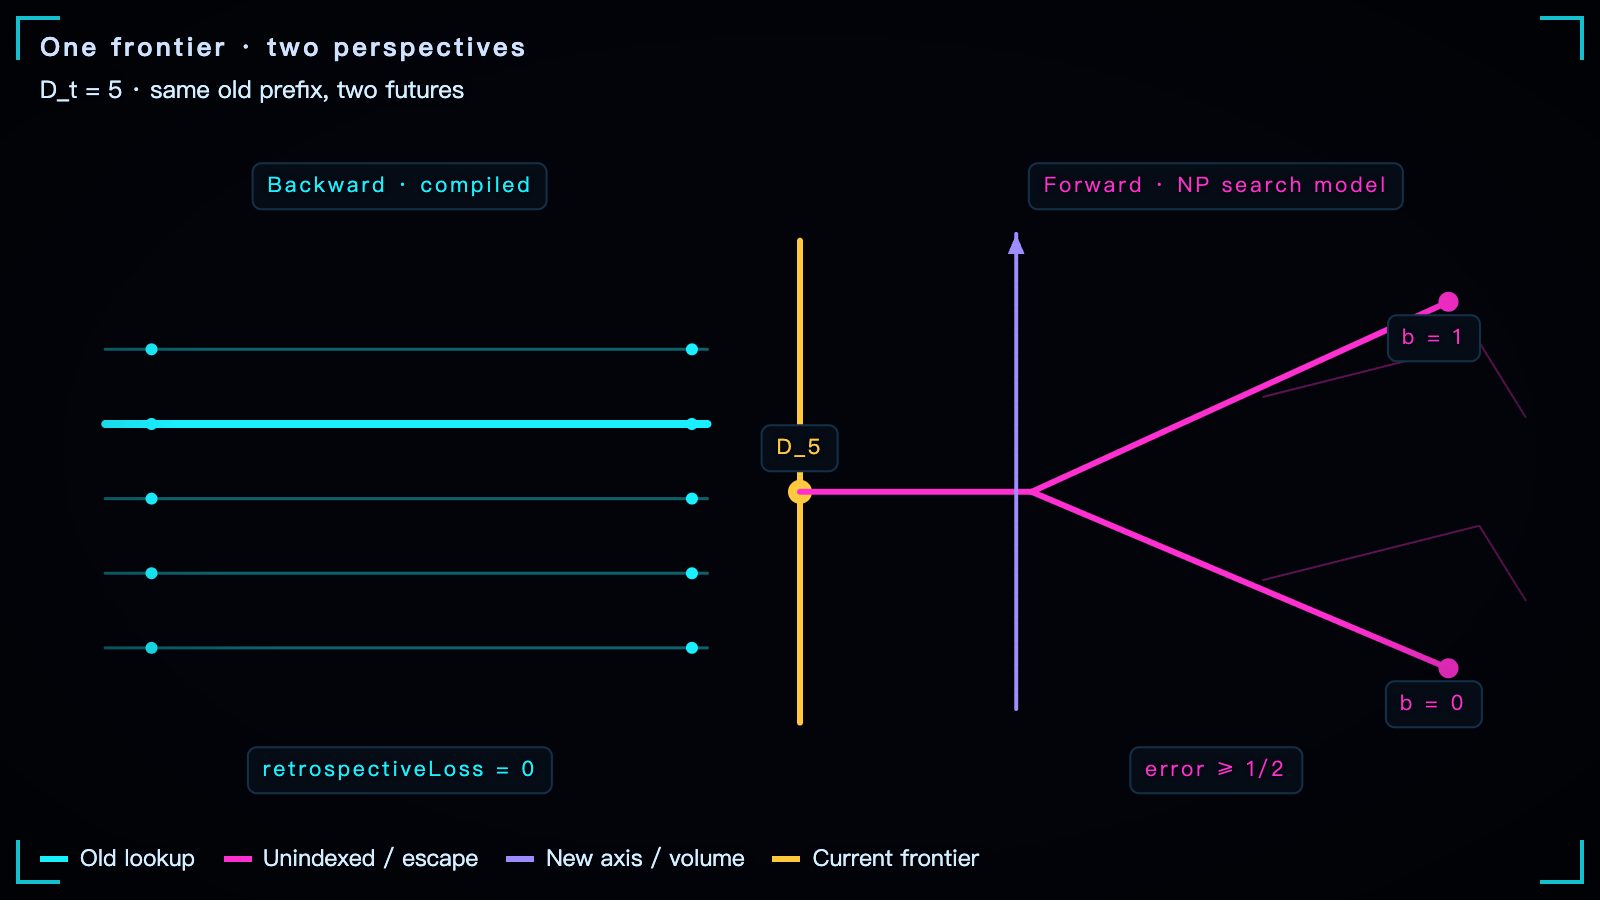 One frontier · two perspectives
D_t = 5 · same old prefix, two futures
Backward · compiled
Forward · NP search model
b = 1
D_5
b = 0
retrospectiveLoss = 0
error ⩾ 1/2
Old lookup
Unindexed / escape
New axis / volume
Current frontier